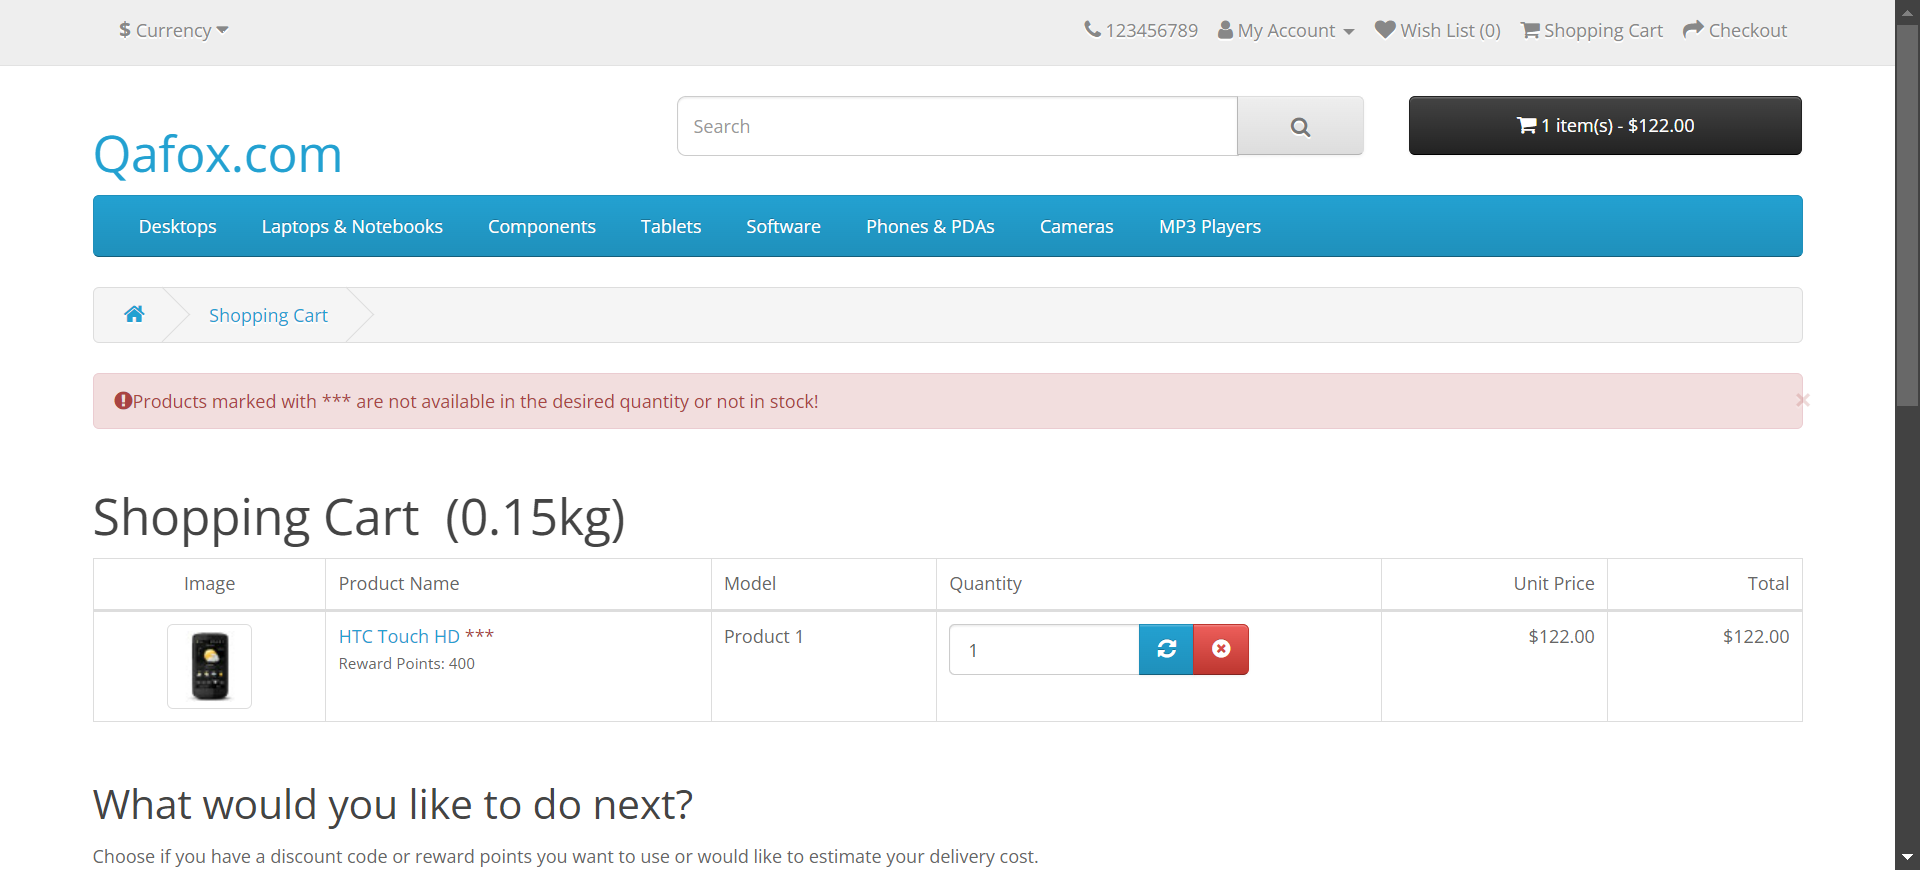 $ Currency
123456789 My Account Wish List (0) Shopping Cart Checkout
Qafox.com
Search
1 item(s) - $122.00
Desktops Laptops & Notebooks Components Tablets Software Phones & PDAs Cameras MP3 Players
Shopping Cart
Products marked with *** are not available in the desired quantity or not in stock!
×
Shopping Cart (0.15kg)
Image Product Name Model Quantity Unit Price Total
HTC Touch HD *** Product 1 1 $122.00 $122.00
Reward Points: 400
What would you like to do next?
Choose if you have a discount code or reward points you want to use or would like to estimate your delivery cost.